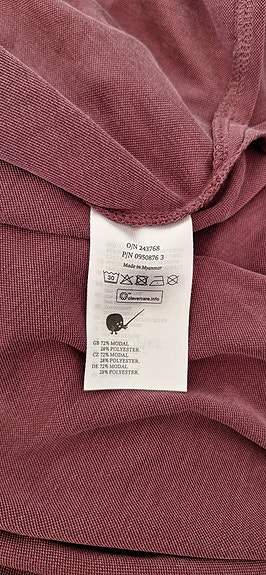 O/N 243768
P/N 0950876 3
Made in Myanmar
30
clevercare.info
GB 72% MODAL
28% POLYESTER.
CZ 72% MODAL
28% POLYESTER.
DE 72% MODAL
28% POLYESTER.